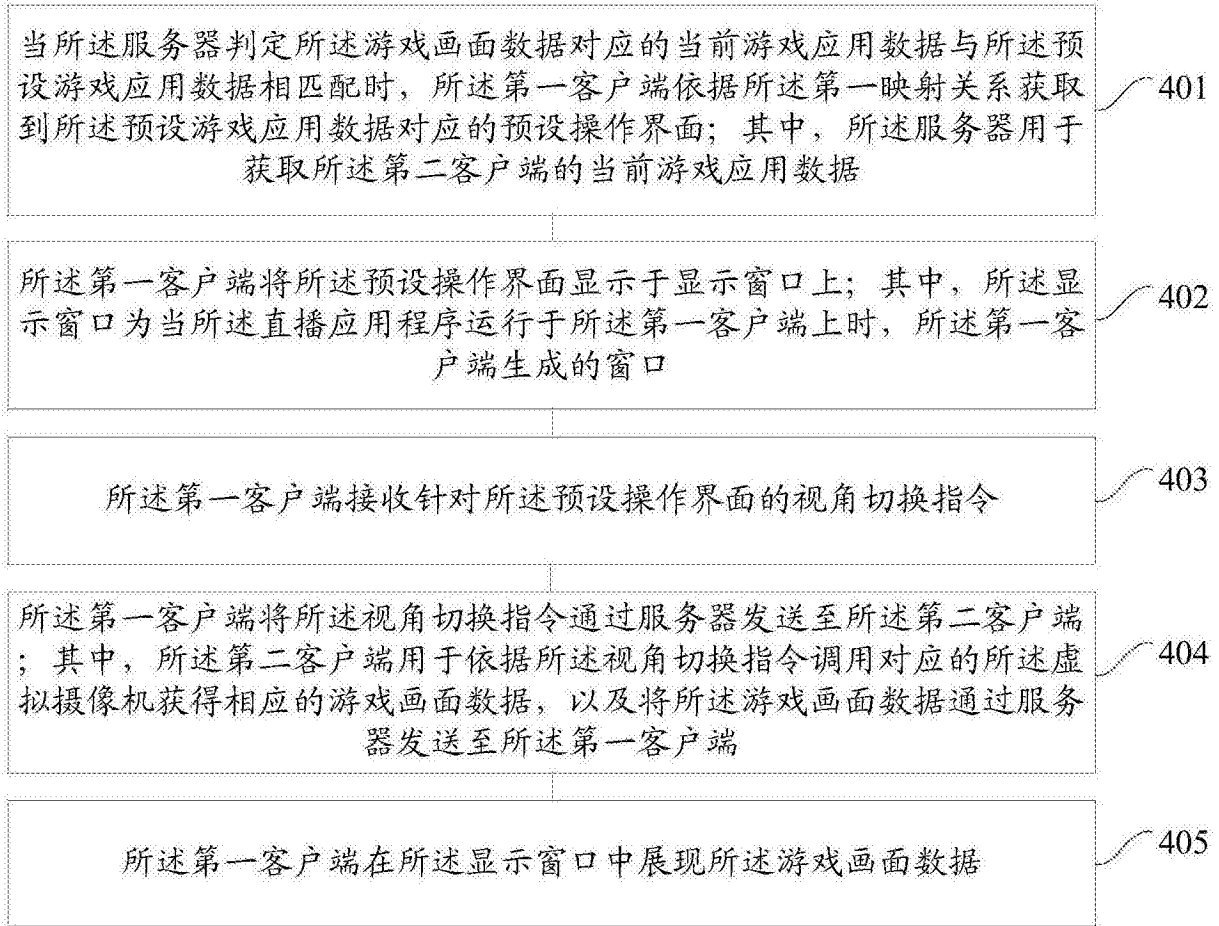 当所述服务器判定所述游戏画面数据对应的当前游戏应用数据与所述预
设游戏应用数据相匹配时，所述第一客户端依据所述第一映射关系获取
到所述预设游戏应用数据对应的预设操作界面；其中，所述服务器用于
获取所述第二客户端的当前游戏应用数据
401
所述第一客户端将所述预设操作界面显示于显示窗口上；其中，所述显
示窗口为当所述直播应用程序运行于所述第一客户端上时，所述第一客
户端生成的窗口
402
所述第一客户端接收针对所述预设操作界面的视角切换指令
403
所述第一客户端将所述视角切换指令通过服务器发送至所述第二客户端
；其中，所述第二客户端用于依据所述视角切换指令调用对应的所述虚
拟摄像机获得相应的游戏画面数据，以及将所述游戏画面数据通过服务
器发送至所述第一客户端
404
所述第一客户端在所述显示窗口中展现所述游戏画面数据
405